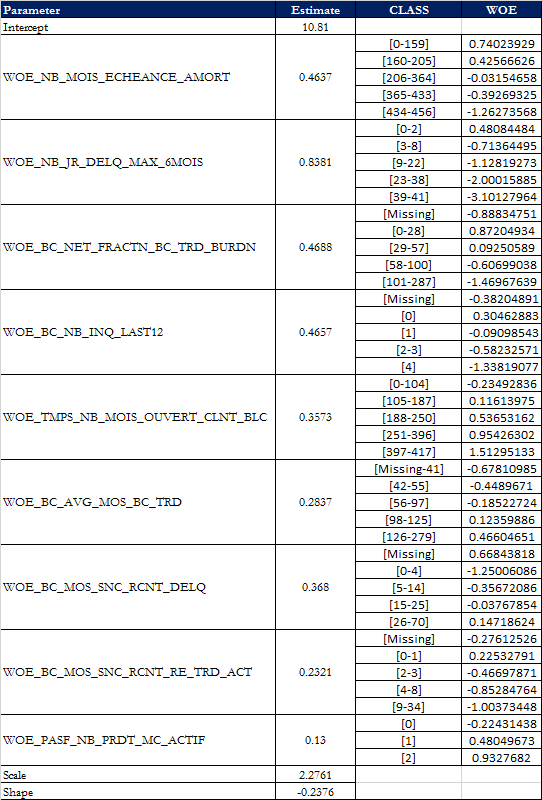 Parameter Estimate CLASS WOE
Intercept 10.81
WOE_NB_MOIS_ECHEANCE_AMORT 0.4637
[0-159] 0.74023929
[160-205] 0.42566626
[206-364] -0.03154658
[365-433] -0.39269325
[434-456] -1.26273568
WOE_NB_JR_DELQ_MAX_6MOIS 0.8381
[0-2] 0.48084484
[3-8] -0.71364495
[9-22] -1.12819273
[23-38] -2.00015885
[39-41] -3.10127964
WOE_BC_NET_FRACTN_BC_TRD_BURDN 0.4688
[Missing] -0.88834751
[0-28] 0.87204934
[29-57] 0.09250589
[58-100] -0.60699038
[101-287] -1.46967639
WOE_BC_NB_INQ_LAST12 0.4657
[Missing] -0.38204891
[0] 0.30462883
[1] -0.09098543
[2-3] -0.58232571
[4] -1.33819077
WOE_TMPS_NB_MOIS_OUVERT_CLNT_BLC 0.3573
[0-104] -0.23492836
[105-187] 0.11613975
[188-250] 0.53653162
[251-396] 0.95426302
[397-417] 1.51295133
WOE_BC_AVG_MOS_BC_TRD 0.2837
[Missing-41] -0.67810985
[42-55] -0.4489671
[56-97] -0.18522724
[98-125] 0.12359886
[126-279] 0.46604651
WOE_BC_MOS_SNC_RCNT_DELQ 0.368
[Missing] 0.66843818
[0-4] -1.25006086
[5-14] -0.35672086
[15-25] -0.03767854
[26-70] 0.14718624
WOE_BC_MOS_SNC_RCNT_RE_TRD_ACT 0.2321
[Missing] -0.27612526
[0-1] 0.22532791
[2-3] -0.46697871
[4-8] -0.85284764
[9-34] -1.00373448
WOE_PASF_NB_PRDT_MC_ACTIF 0.13
[0] -0.22431438
[1] 0.48049673
[2] 0.9327682
Scale 2.2761
Shape -0.2376